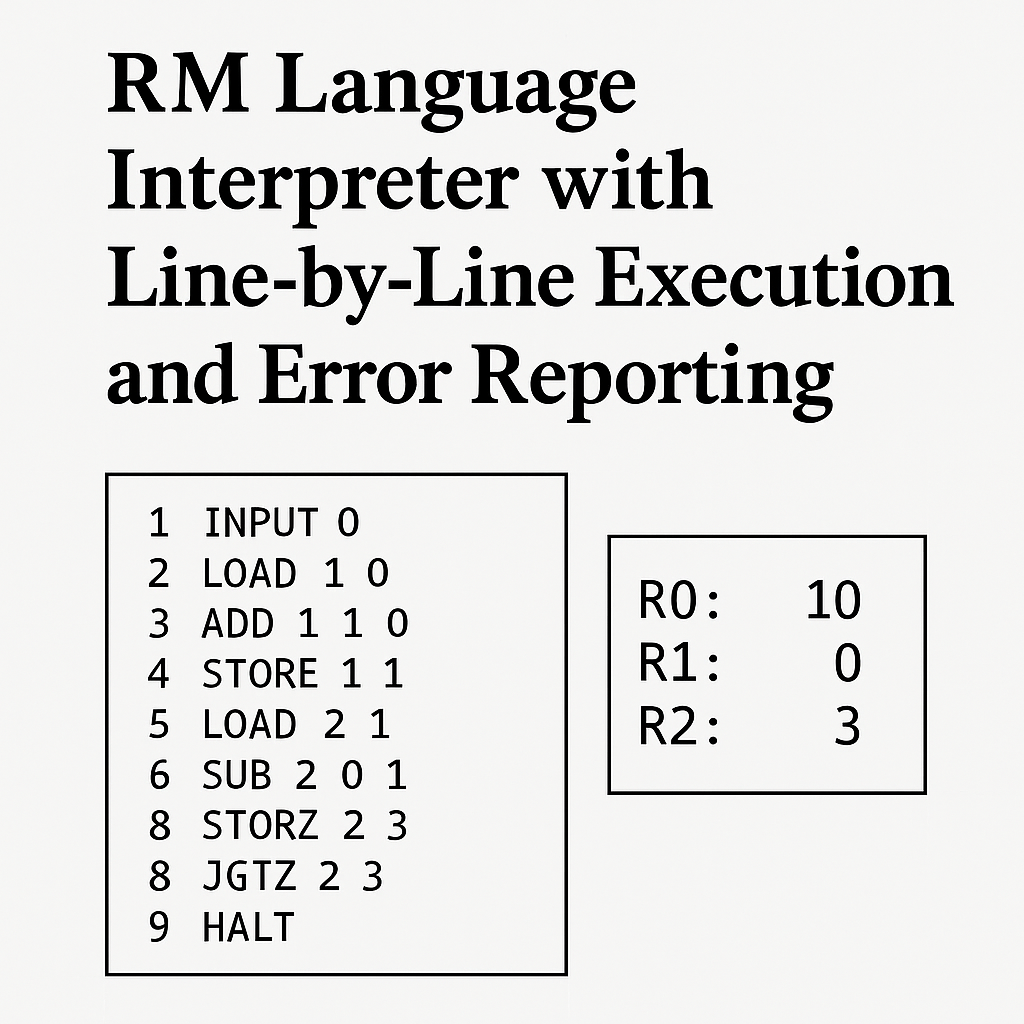 RM Language
Interpreter with
Line-by-Line Execution
and Error Reporting
1 INPUT 0
2 LOAD 1 0
3 ADD 1 1 0
4 STORE 1 1
5 LOAD 2 1
6 SUB 2 0 1
8 STORZ 2 3
8 JGTZ 2 3
9 HALT
R0: 10
R1: 0
R2: 3